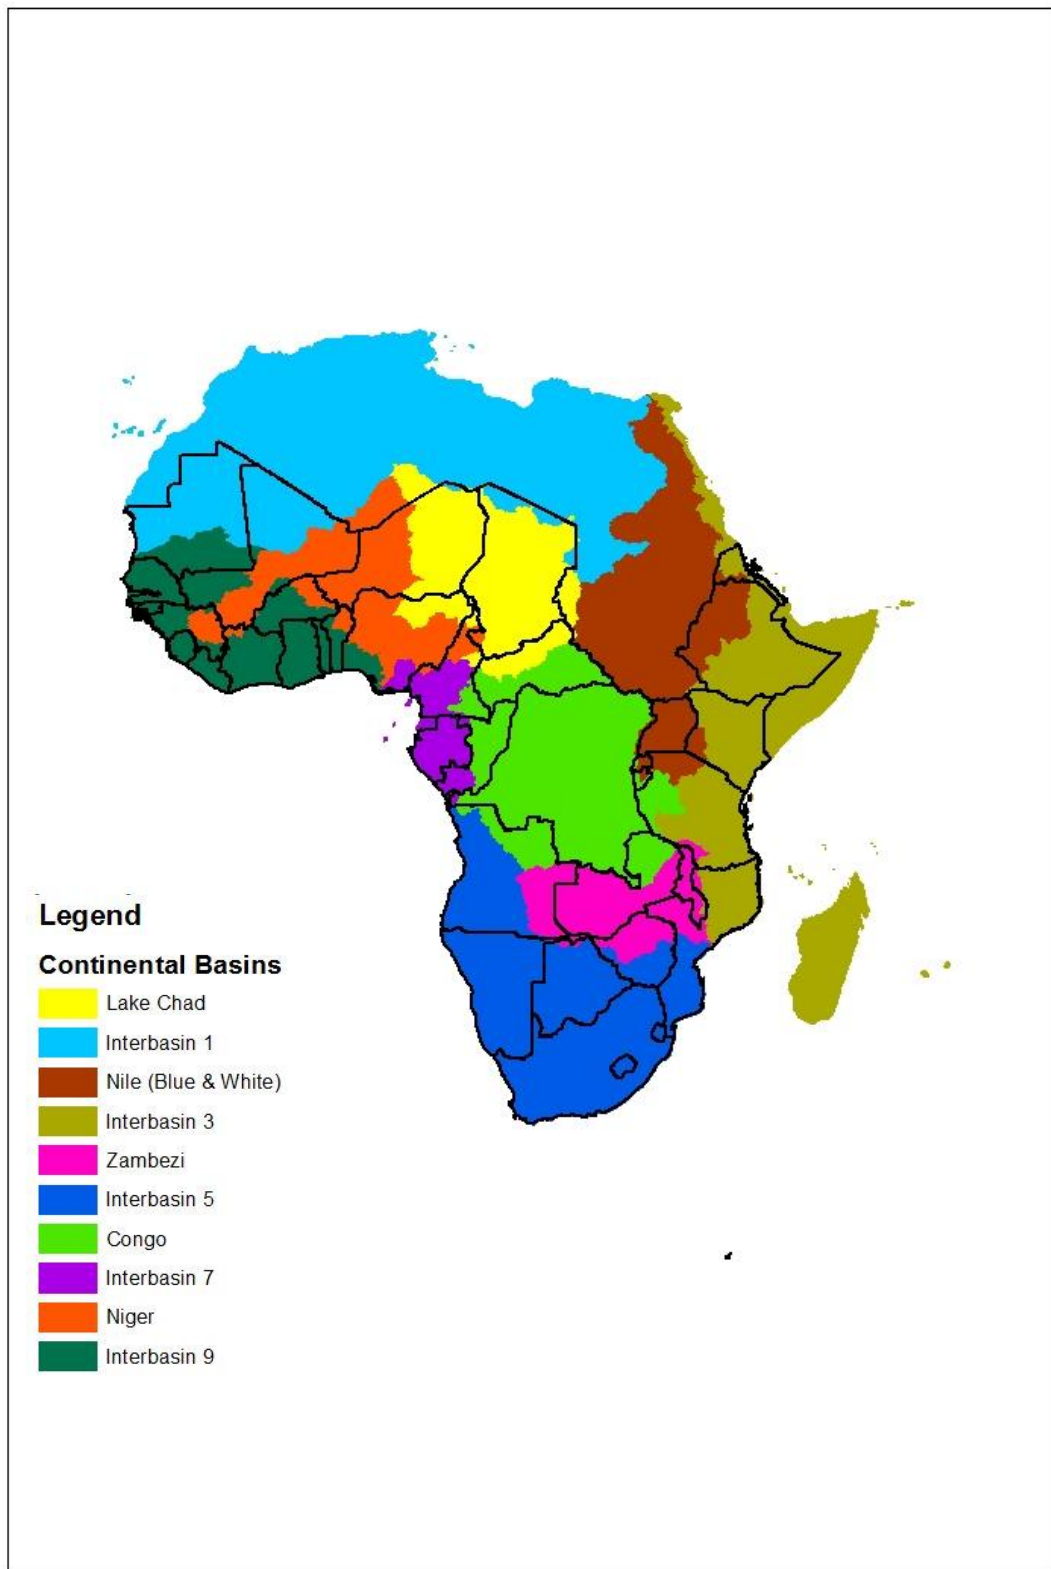 Legend
Continental Basins
Lake Chad
Interbasin 1
Nile (Blue & White)
Interbasin 3
Zambezi
Interbasin 5
Congo
Interbasin 7
Niger
Interbasin 9